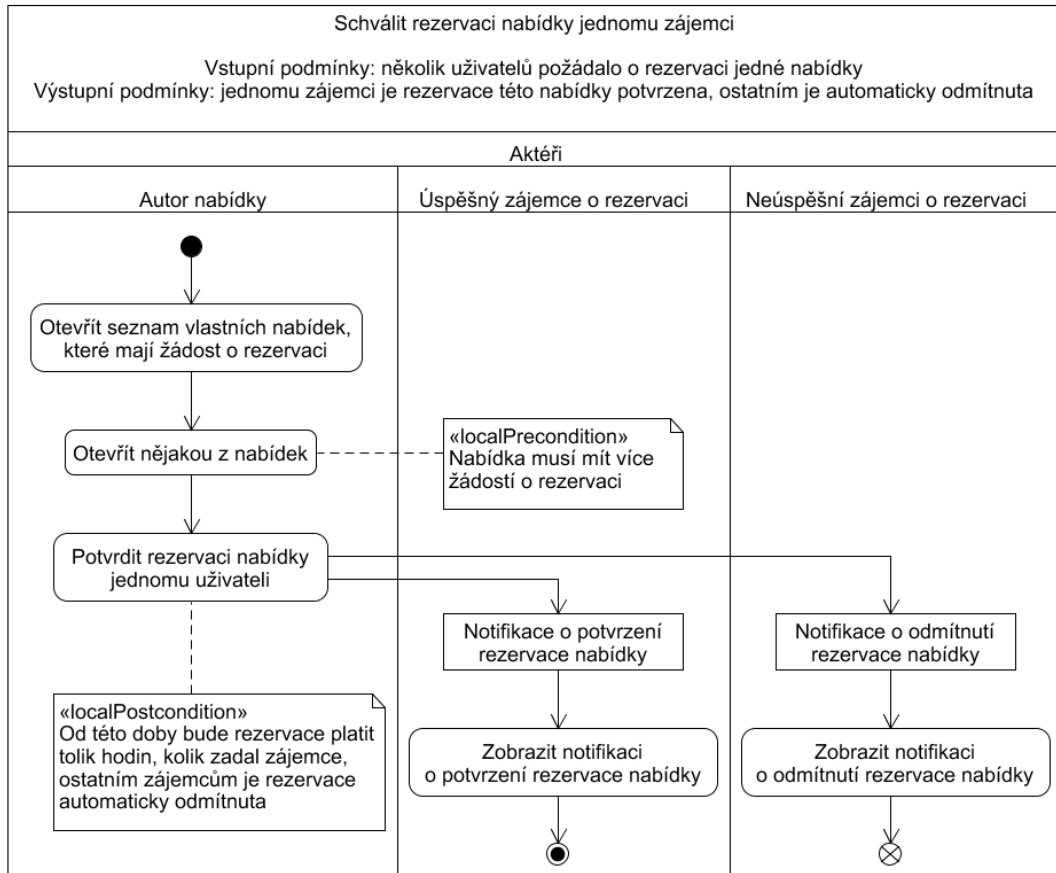 Schválit rezervaci nabídky jednomu zájemci
Vstupní podmínky: několik uživatelů požádalo o rezervaci jedné nabídky
Výstupní podmínky: jednomu zájemci je rezervace této nabídky potvrzena, ostatním je automaticky odmítnuta
Aktéři
Autor nabídky
Úspěšný zájemce o rezervaci
Neúspěšní zájemci o rezervaci
Otevřít seznam vlastních nabídek,
které mají žádost o rezervaci
Otevřít nějakou z nabídek
«localPrecondition»
Nabídka musí mít více
žádostí o rezervaci
Potvrdit rezervaci nabídky
jednomu uživateli
Notifikace o potvrzení
rezervace nabídky
Notifikace o odmítnutí
rezervace nabídky
«localPostcondition»
Od této doby bude rezervace platit
tolik hodin, kolik zadal zájemce,
ostatním zájemcům je rezervace
automaticky odmítnuta
Zobrazit notifikaci
o potvrzení rezervace nabídky
Zobrazit notifikaci
o odmítnutí rezervace nabídky